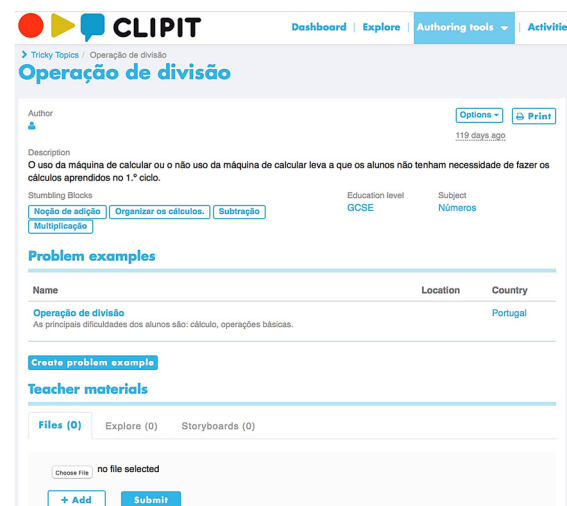 CLIPIT
Dashboard | Explore | Authoring tools | Activitie
Tricky Topics / Operação de divisão
Operação de divisão
Author
Options
Print
119 days ago
Description
O uso da máquina de calcular ou o não uso da máquina de calcular leva a que os alunos não tenham necessidade de fazer os
cálculos aprendidos no 1.º ciclo.
Stumbling Blocks
Education level
Subject
Noção de adição
Organizar os cálculos.
Subtração
GCSE
Números
Multiplicação
Problem examples
Name
Location
Country
Operação de divisão
Portugal
As principais dificuldades dos alunos são: cálculo, operações básicas.
Create problem example
Teacher materials
Files (0)
Explore (0)
Storyboards (0)
Choose File no file selected
+ Add
Submit